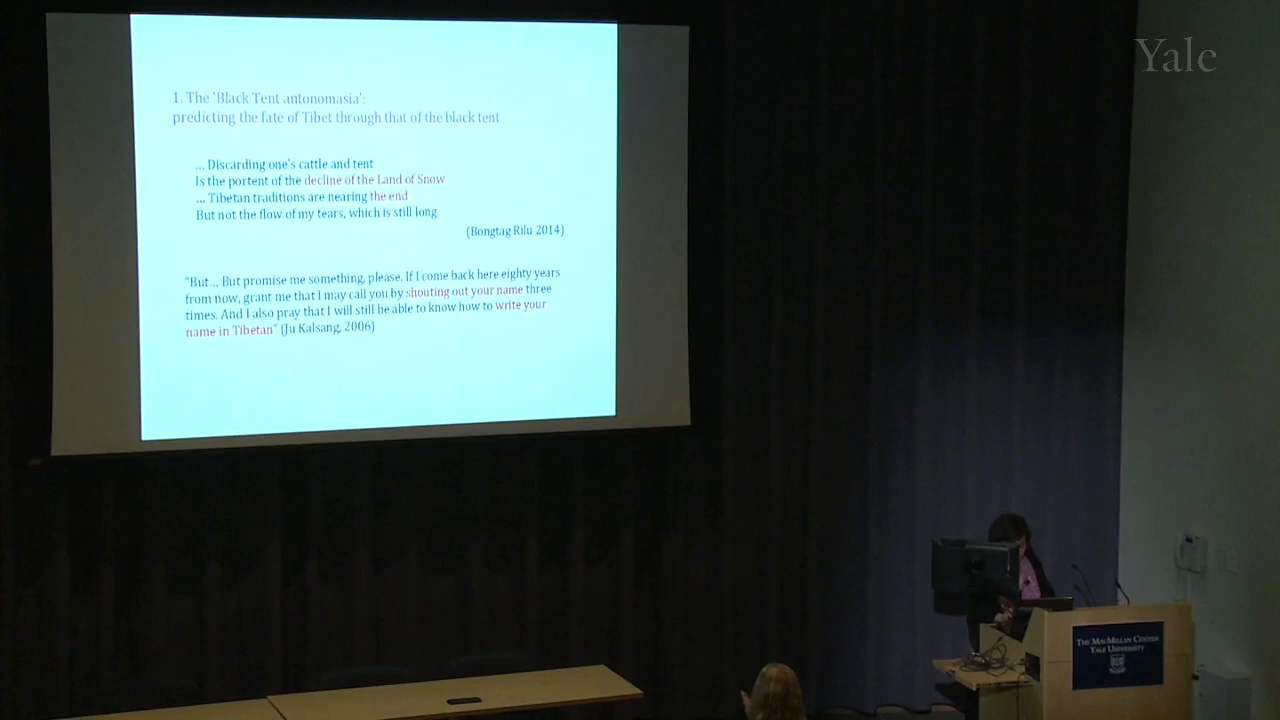 Yale
1. The 'Black Tent antonomasia':
predicting the fate of Tibet through that of the black tent
... Discarding one's cattle and tent
Is the portent of the decline of the Land of Snow
... Tibetan traditions are nearing the end
But not the flow of my tears, which is still long
(Bongtag Rilu 2014)
"But... But promise me something, please. If I come back here eighty years
from now, grant me that I may call you by shouting out your name three
times. And I also pray that I will still be able to know how to write your
name in Tibetan" (Ju Kalsang, 2006)
THE MACMILLAN CENTER
YALE UNIVERSITY